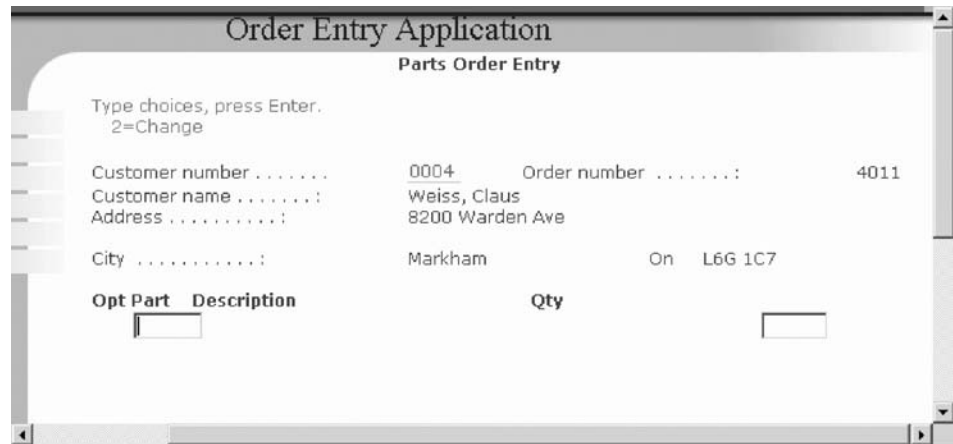 Order Entry Application
Parts Order Entry
Type choices, press Enter.
2=Change
Customer number . . . . . . . 0004 Order number . . . . . . . : 4011
Customer name . . . . . . . : Weiss, Claus
Address . . . . . . . . . . : 8200 Warden Ave
City . . . . . . . . . . . : Markham On L6G 1C7
Opt Part Description Qty